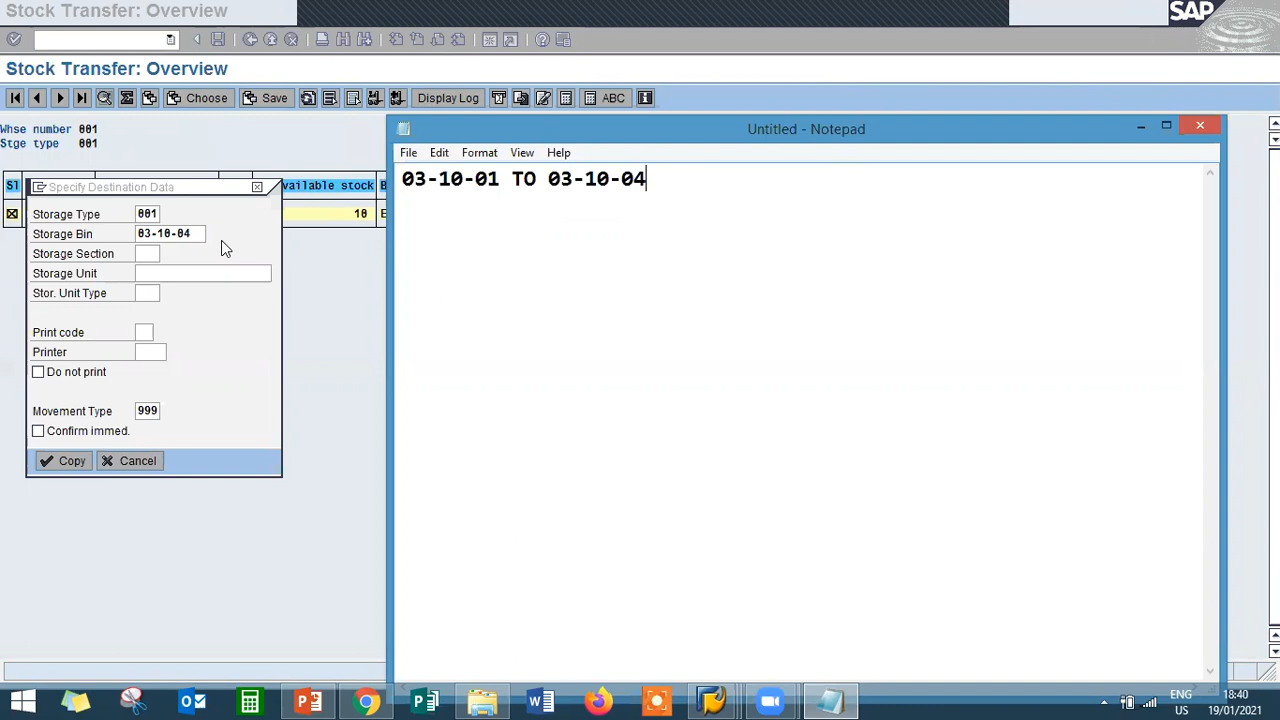 Stock Transfer: Overview
SAP
Stock Transfer: Overview
Choose Save Display Log ABC
Whse number 001
Stge type 001
Untitled - Notepad
File Edit Format View Help
03-10-01 TO 03-10-04
Specify Destination Data
vailable stock
10
Storage Type 001
Storage Bin 03-10-04
Storage Section
Storage Unit
Stor. Unit Type
Print code
Printer
Do not print
Movement Type 999
Confirm immed.
Copy Cancel
ENG 18:40
US 19/01/2021